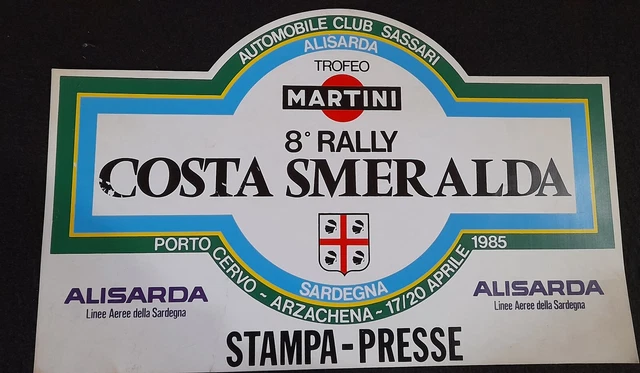 AUTOMOBILE CLUB SASSARI
ALISARDA
TROFEO
MARTINI
8° RALLY
COSTA SMERALDA
PORTO CERVO - ARZACHENA - 17/20 APRILE 1985
SARDEGNA
ALISARDA
Linee Aeree della Sardegna
ALISARDA
Linee Aeree della Sardegna
STAMPA-PRESSE